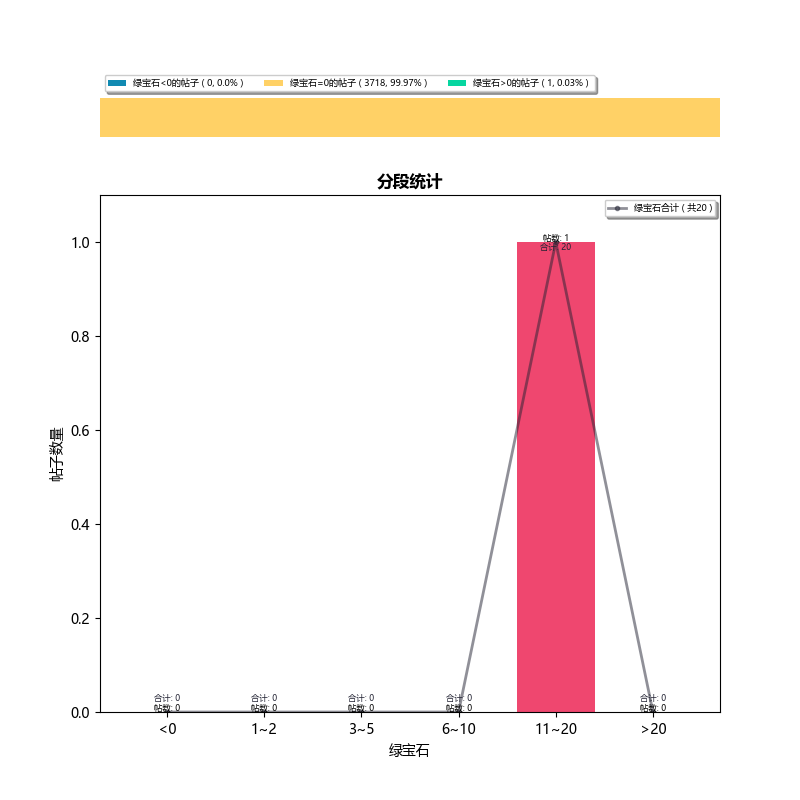 绿宝石<0的帖子 ( 0, 0.0% )
绿宝石=0的帖子 ( 3718, 99.97% )
绿宝石>0的帖子 ( 1, 0.03% )
分段统计
绿宝石合计 ( 共20 )
帖数: 1
合计: 20
1.0
0.8
0.6
0.4
0.2
0.0
帖子数量
合计: 0
帖数: 0
合计: 0
帖数: 0
合计: 0
帖数: 0
合计: 0
帖数: 0
合计: 0
帖数: 0
<0
1~2
3~5
6~10
11~20
>20
绿宝石